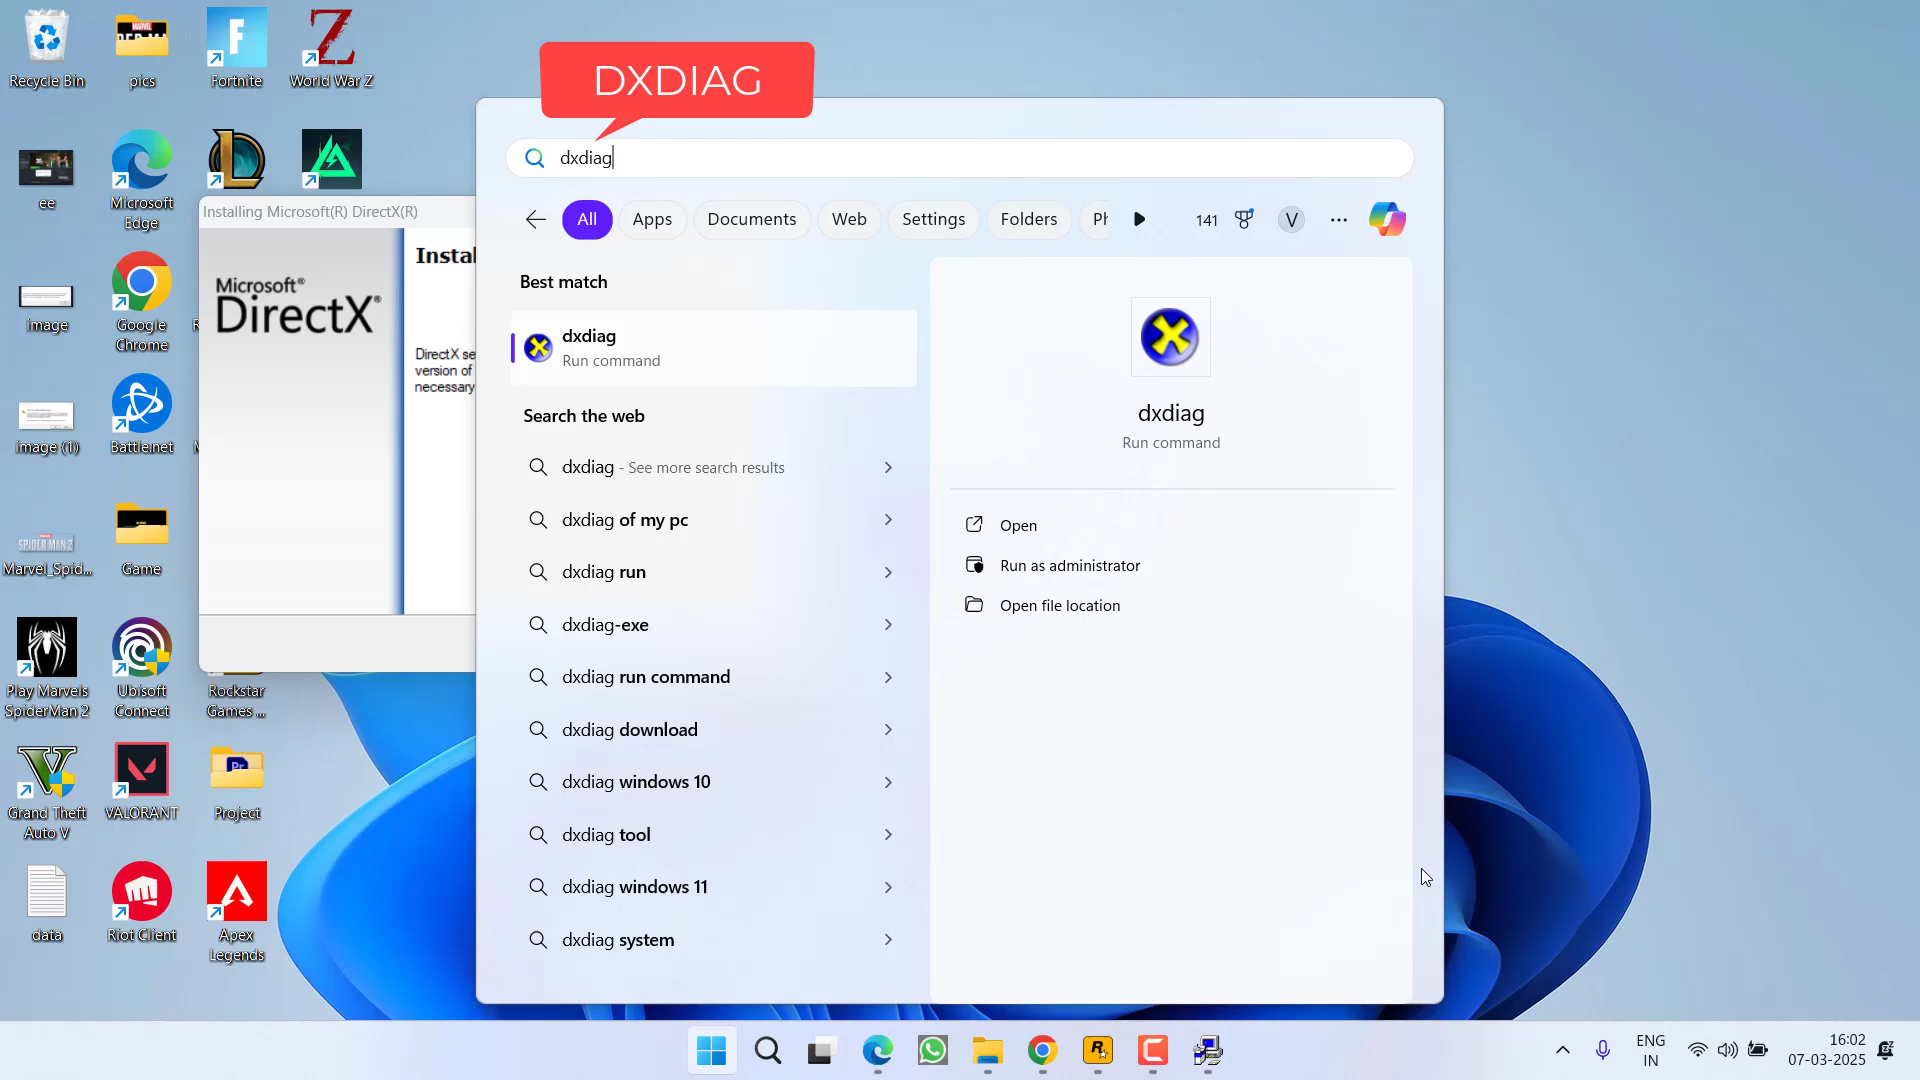 DXDIAG
dxdiag
All
Apps
Documents
Web
Settings
Folders
141
V
Best match
dxdiag
Run command
Search the web
dxdiag - See more search results
dxdiag of my pc
dxdiag run
dxdiag-exe
dxdiag run command
dxdiag download
dxdiag windows 10
dxdiag tool
dxdiag windows 11
dxdiag system
dxdiag
Run command
Open
Run as administrator
Open file location
Installing Microsoft(R) DirectX(R)
Microsoft®
DirectX®
DirectX
version of
necessary
Recycle Bin
pics
Fortnite
World War Z
ee
Microsoft
Edge
image
Google
Chrome
image (1)
Battle.net
Marvel_Spid...
Game
Play Marvels
SpiderMan 2
Ubisoft
Connect
Rockstar
Games ...
Grand Theft
Auto V
VALORANT
Project
data
Riot Client
Apex
Legends
ENG
IN
16:02
07-03-2025